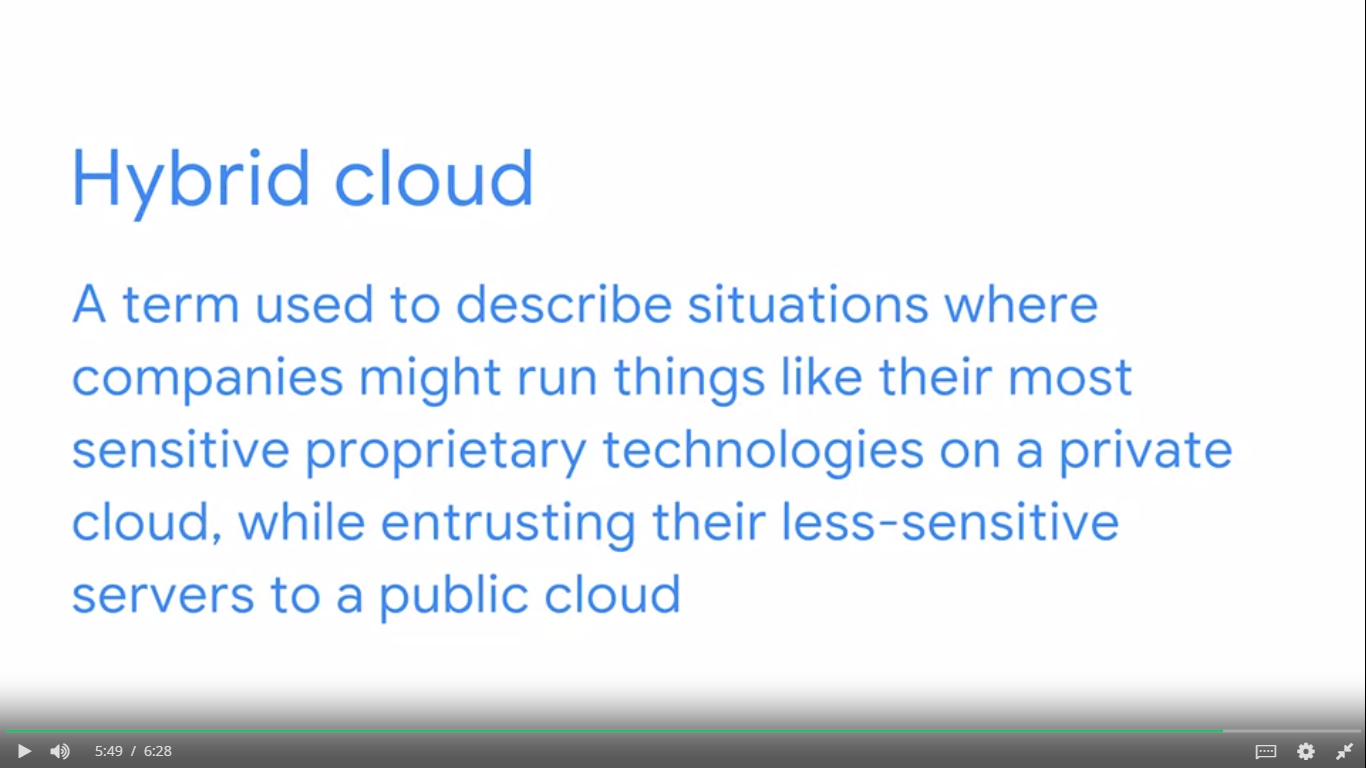 Hybrid cloud
A term used to describe situations where
companies might run things like their most
sensitive proprietary technologies on a private
cloud, while entrusting their less-sensitive
servers to a public cloud
5:49 / 6:28